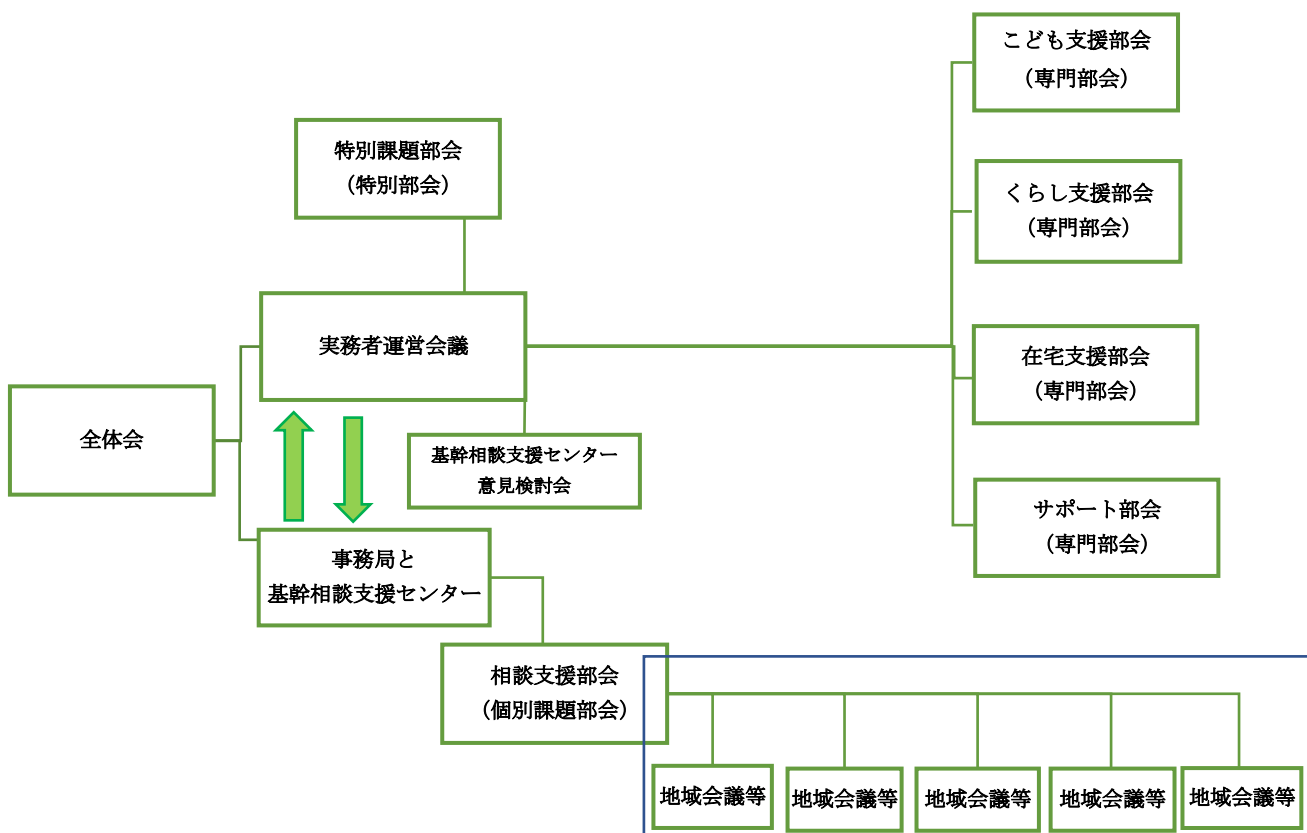 こども支援部会
（専門部会）
特別課題部会
（特別部会）
くらし支援部会
（専門部会）
実務者運営会議
在宅支援部会
（専門部会）
全体会
基幹相談支援センター
意見検討会
サポート部会
（専門部会）
事務局と
基幹相談支援センター
相談支援部会
（個別課題部会）
地域会議等
地域会議等
地域会議等
地域会議等
地域会議等